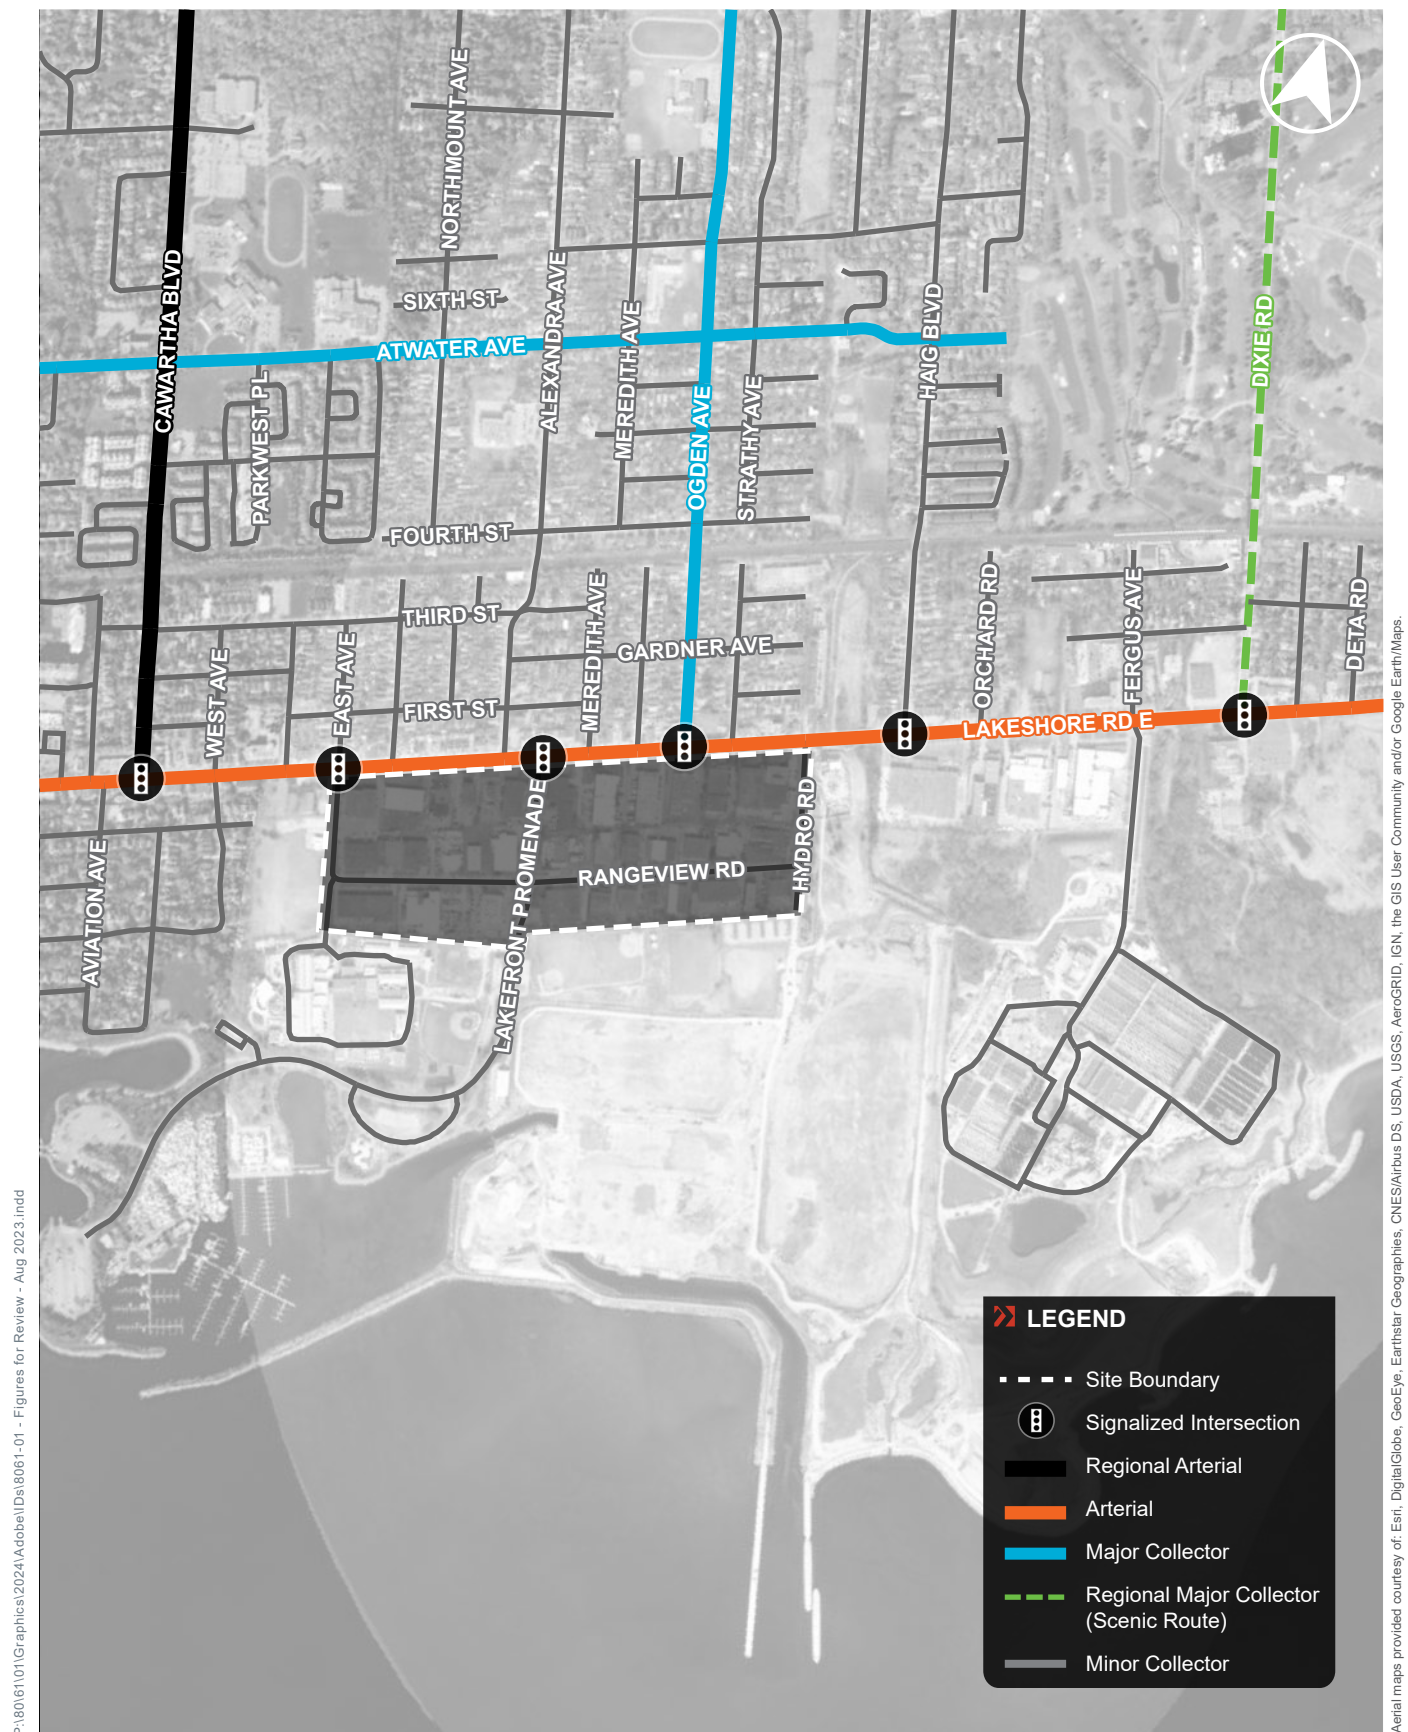 NORTHMOUNT AVE
CAWARTHA BLVD
SIXTH ST
ALEXANDRA AVE
MEREDITH AVE
HAIG BLVD
DIXIE RD
ATWATER AVE
PARKWEST PL
OGDEN AVE
STRATHY AVE
FOURTH ST
THIRD ST
MEREDITH AVE
GARDNER AVE
ORCHARD RD
FERGUS AVE
DETA RD
WEST AVE
EAST AVE
FIRST ST
LAKESHORE RD E
AVIATION AVE
LAKEFRONT PROMENADE
RANGEVIEW RD
HYDRO RD
LEGEND
Site Boundary
Signalized Intersection
Regional Arterial
Arterial
Major Collector
Regional Major Collector
(Scenic Route)
Minor Collector
P:\80\61\01\Graphics\2024\Adobe\IDs\8061-01 - Figures for Review - Aug 2023.indd
Aerial maps provided courtesy of: Esri, DigitalGlobe, GeoEye, Earthstar Geographies, CNES/Airbus DS, USDA, USGS, AeroGRID, IGN, the GIS User Community and/or Google Earth/Maps.